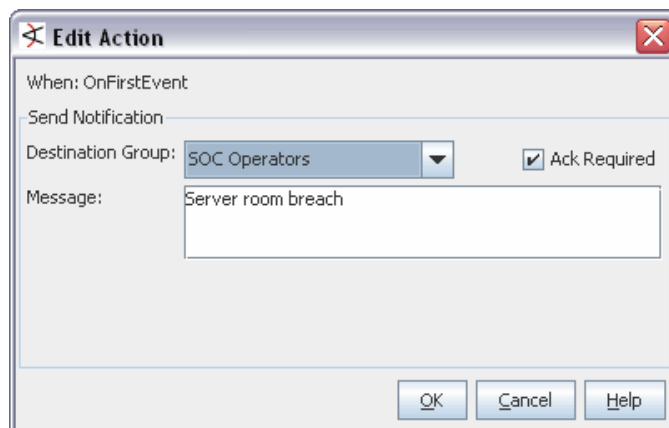 Edit Action
When: OnFirstEvent
Send Notification
Destination Group: SOC Operators Ack Required
Message: Server room breach
OK Cancel Help